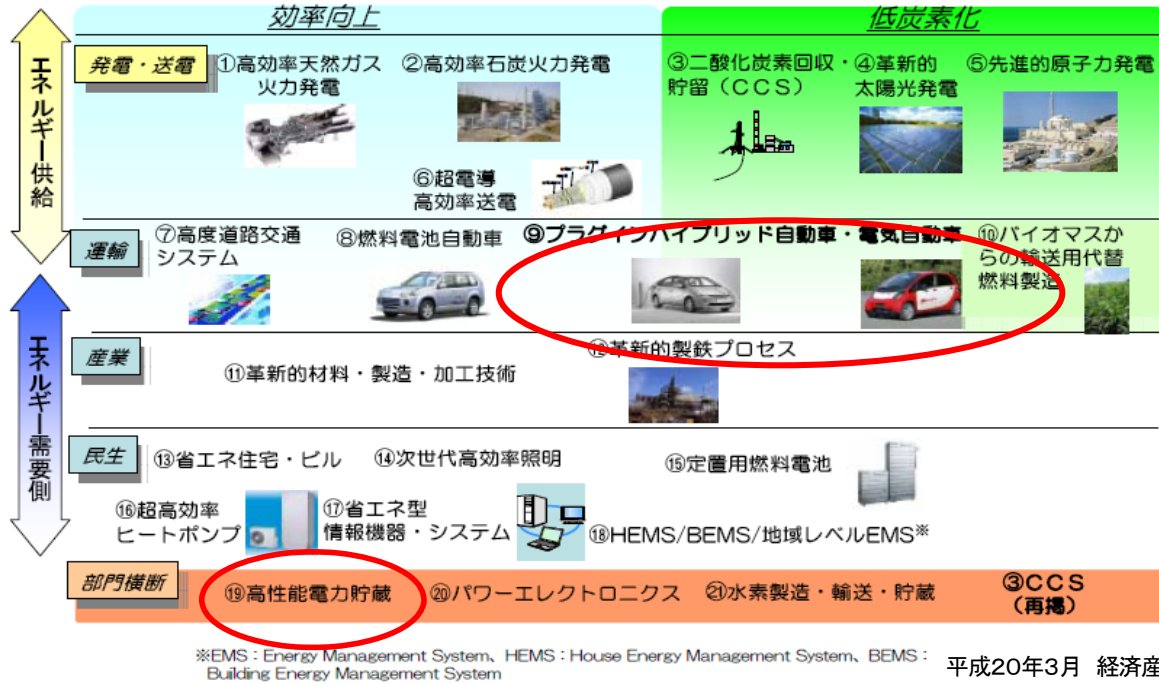 効率向上
低炭素化
エネルギー供給
発電・送電
①高効率天然ガス
火力発電
②高効率石炭火力発電
③二酸化炭素回収・
貯留（CCS）
④革新的
太陽光発電
⑤先進的原子力発電
⑥超電導
高効率送電
運輸
⑦高度道路交通
システム
⑧燃料電池自動車
⑨プラグインハイブリッド自動車・電気自動車
⑩バイオマスか
らの輸送用代替
燃料製造
エネルギー需要側
産業
⑪革新的材料・製造・加工技術
⑫革新的製鉄プロセス
民生
⑬省エネ住宅・ビル
⑭次世代高効率照明
⑮定置用燃料電池
⑯超高効率
ヒートポンプ
⑰省エネ型
情報機器・システム
⑱HEMS/BEMS/地域レベルEMS※
部門横断
⑲高性能電力貯蔵
⑳パワーエレクトロニクス
㉑水素製造・輸送・貯蔵
③CCS
（再掲）
※EMS：Energy Management System、HEMS：House Energy Management System、BEMS：
Building Energy Management System
平成20年3月 経済産